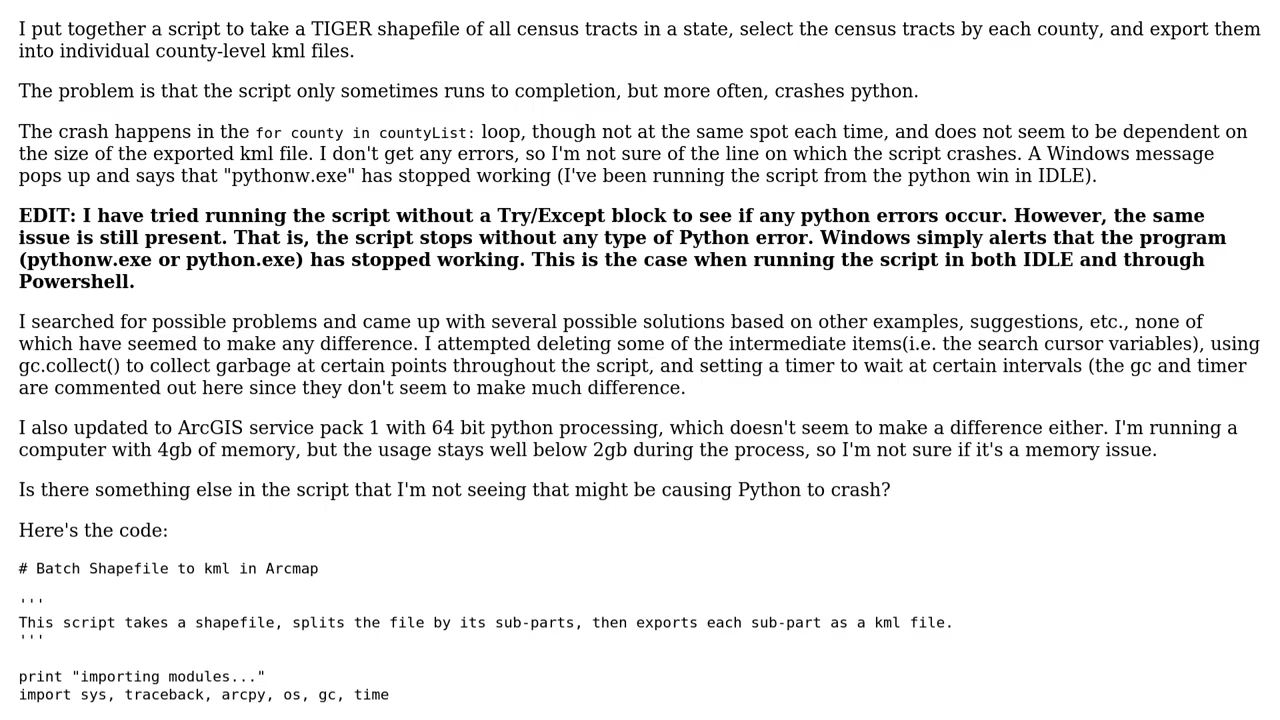 I put together a script to take a TIGER shapefile of all census tracts in a state, select the census tracts by each county, and export them
into individual county-level kml files.
The problem is that the script only sometimes runs to completion, but more often, crashes python.
The crash happens in the for county in countyList: loop, though not at the same spot each time, and does not seem to be dependent on
the size of the exported kml file. I don't get any errors, so I'm not sure of the line on which the script crashes. A Windows message
pops up and says that "pythonw.exe" has stopped working (I've been running the script from the python win in IDLE).
EDIT: I have tried running the script without a Try/Except block to see if any python errors occur. However, the same
issue is still present. That is, the script stops without any type of Python error. Windows simply alerts that the program
(pythonw.exe or python.exe) has stopped working. This is the case when running the script in both IDLE and through
Powershell.
I searched for possible problems and came up with several possible solutions based on other examples, suggestions, etc., none of
which have seemed to make any difference. I attempted deleting some of the intermediate items(i.e. the search cursor variables), using
gc.collect() to collect garbage at certain points throughout the script, and setting a timer to wait at certain intervals (the gc and timer
are commented out here since they don't seem to make much difference.
I also updated to ArcGIS service pack 1 with 64 bit python processing, which doesn't seem to make a difference either. I'm running a
computer with 4gb of memory, but the usage stays well below 2gb during the process, so I'm not sure if it's a memory issue.
Is there something else in the script that I'm not seeing that might be causing Python to crash?
Here's the code:
# Batch Shapefile to kml in Arcmap
'''
This script takes a shapefile, splits the file by its sub-parts, then exports each sub-part as a kml file.
'''
print "importing modules..."
import sys, traceback, arcpy, os, gc, time